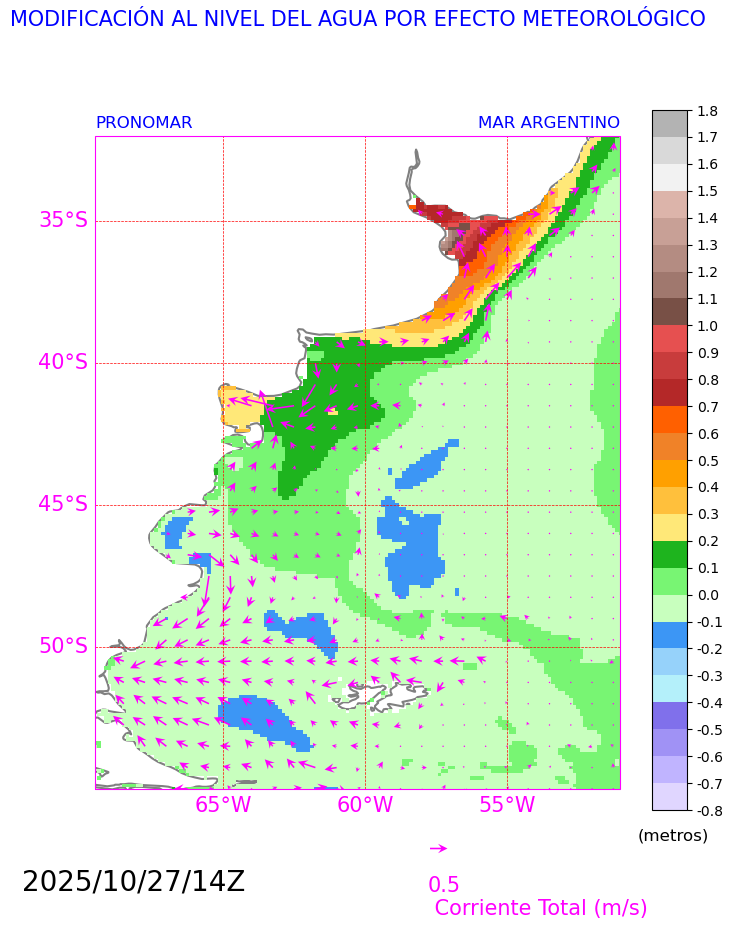 MODIFICACIÓN AL NIVEL DEL AGUA POR EFECTO METEOROLÓGICO
PRONOMAR
MAR ARGENTINO
35°S
40°S
45°S
50°S
65°W
60°W
55°W
1.8
1.7
1.6
1.5
1.4
1.3
1.2
1.1
1.0
0.9
0.8
0.7
0.6
0.5
0.4
0.3
0.2
0.1
0.0
-0.1
-0.2
-0.3
-0.4
-0.5
-0.6
-0.7
-0.8
(metros)
2025/10/27/14Z
0.5
Corriente Total (m/s)